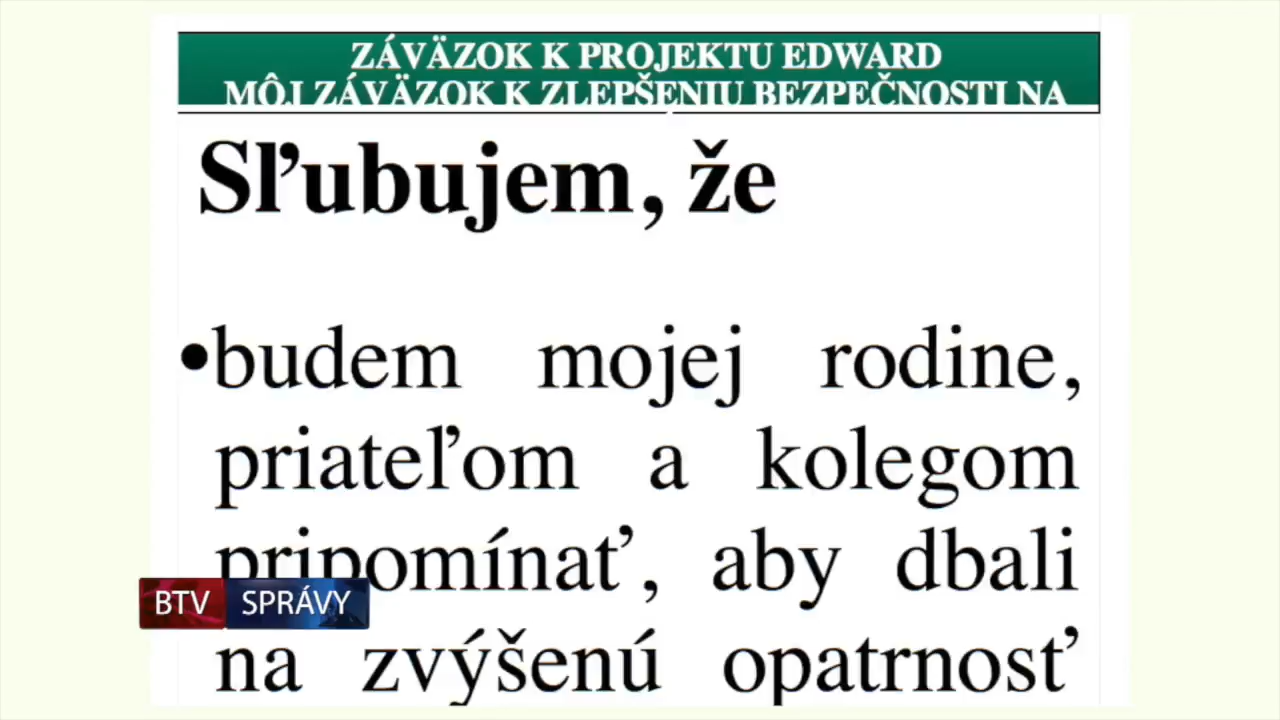 ZÁVÄZOK K PROJEKTU EDWARD
MÔJ ZÁVÄZOK K ZLEPŠENIU BEZPEČNOSTI NA
Sľubujem, že
•budem mojej rodine,
priateľom a kolegom
pripomínať, aby dbali
BTV SPRÁVY
na zvýšenú opatrnosť